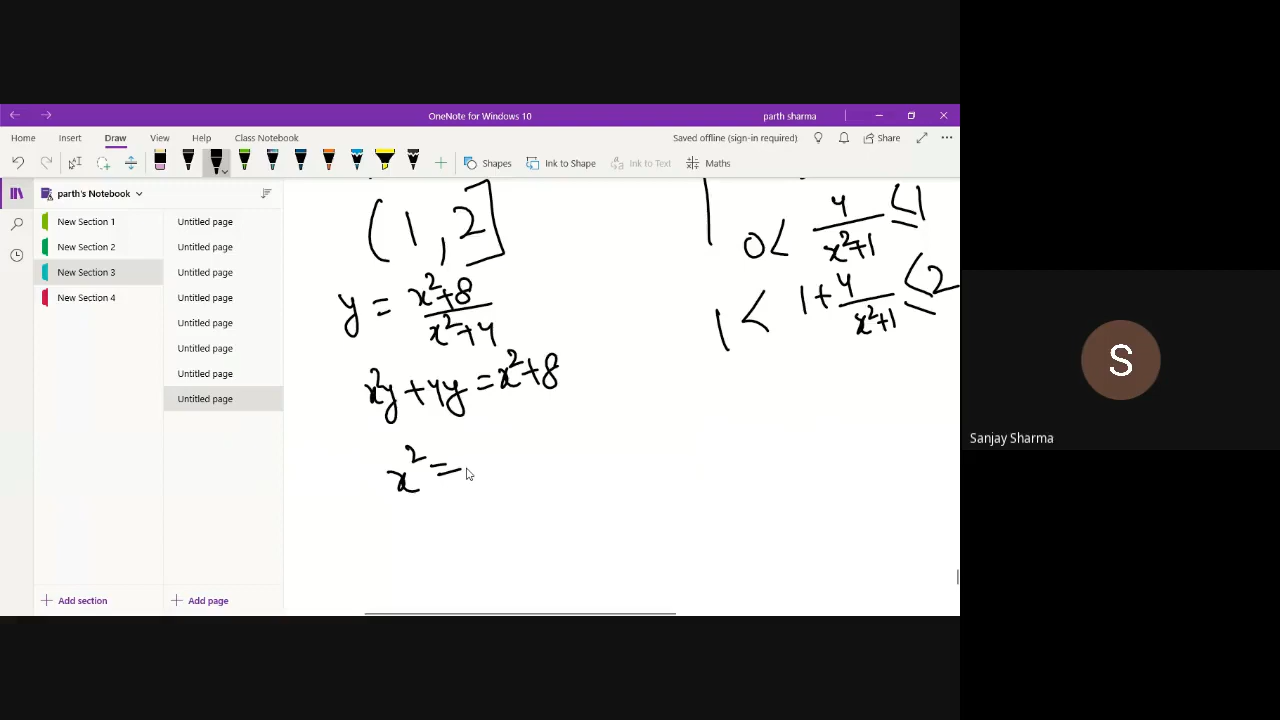 OneNote for Windows 10
parth sharma
Home Insert Draw View Help Class Notebook
Saved offline (sign-in required) Share
Shapes Ink to Shape Ink to Text Maths
parth's Notebook
New Section 1
New Section 2
New Section 3
New Section 4
Untitled page
Untitled page
Untitled page
Untitled page
Untitled page
Untitled page
Untitled page
Untitled page
Add section
Add page
(1, 2]
y = x²+8 / x²+4
x²y + 4y = x²+8
x² =
0 < 4 / x²+1 ≤ 1
1 < 1 + 4 / x²+1 ≤ 2
S
Sanjay Sharma